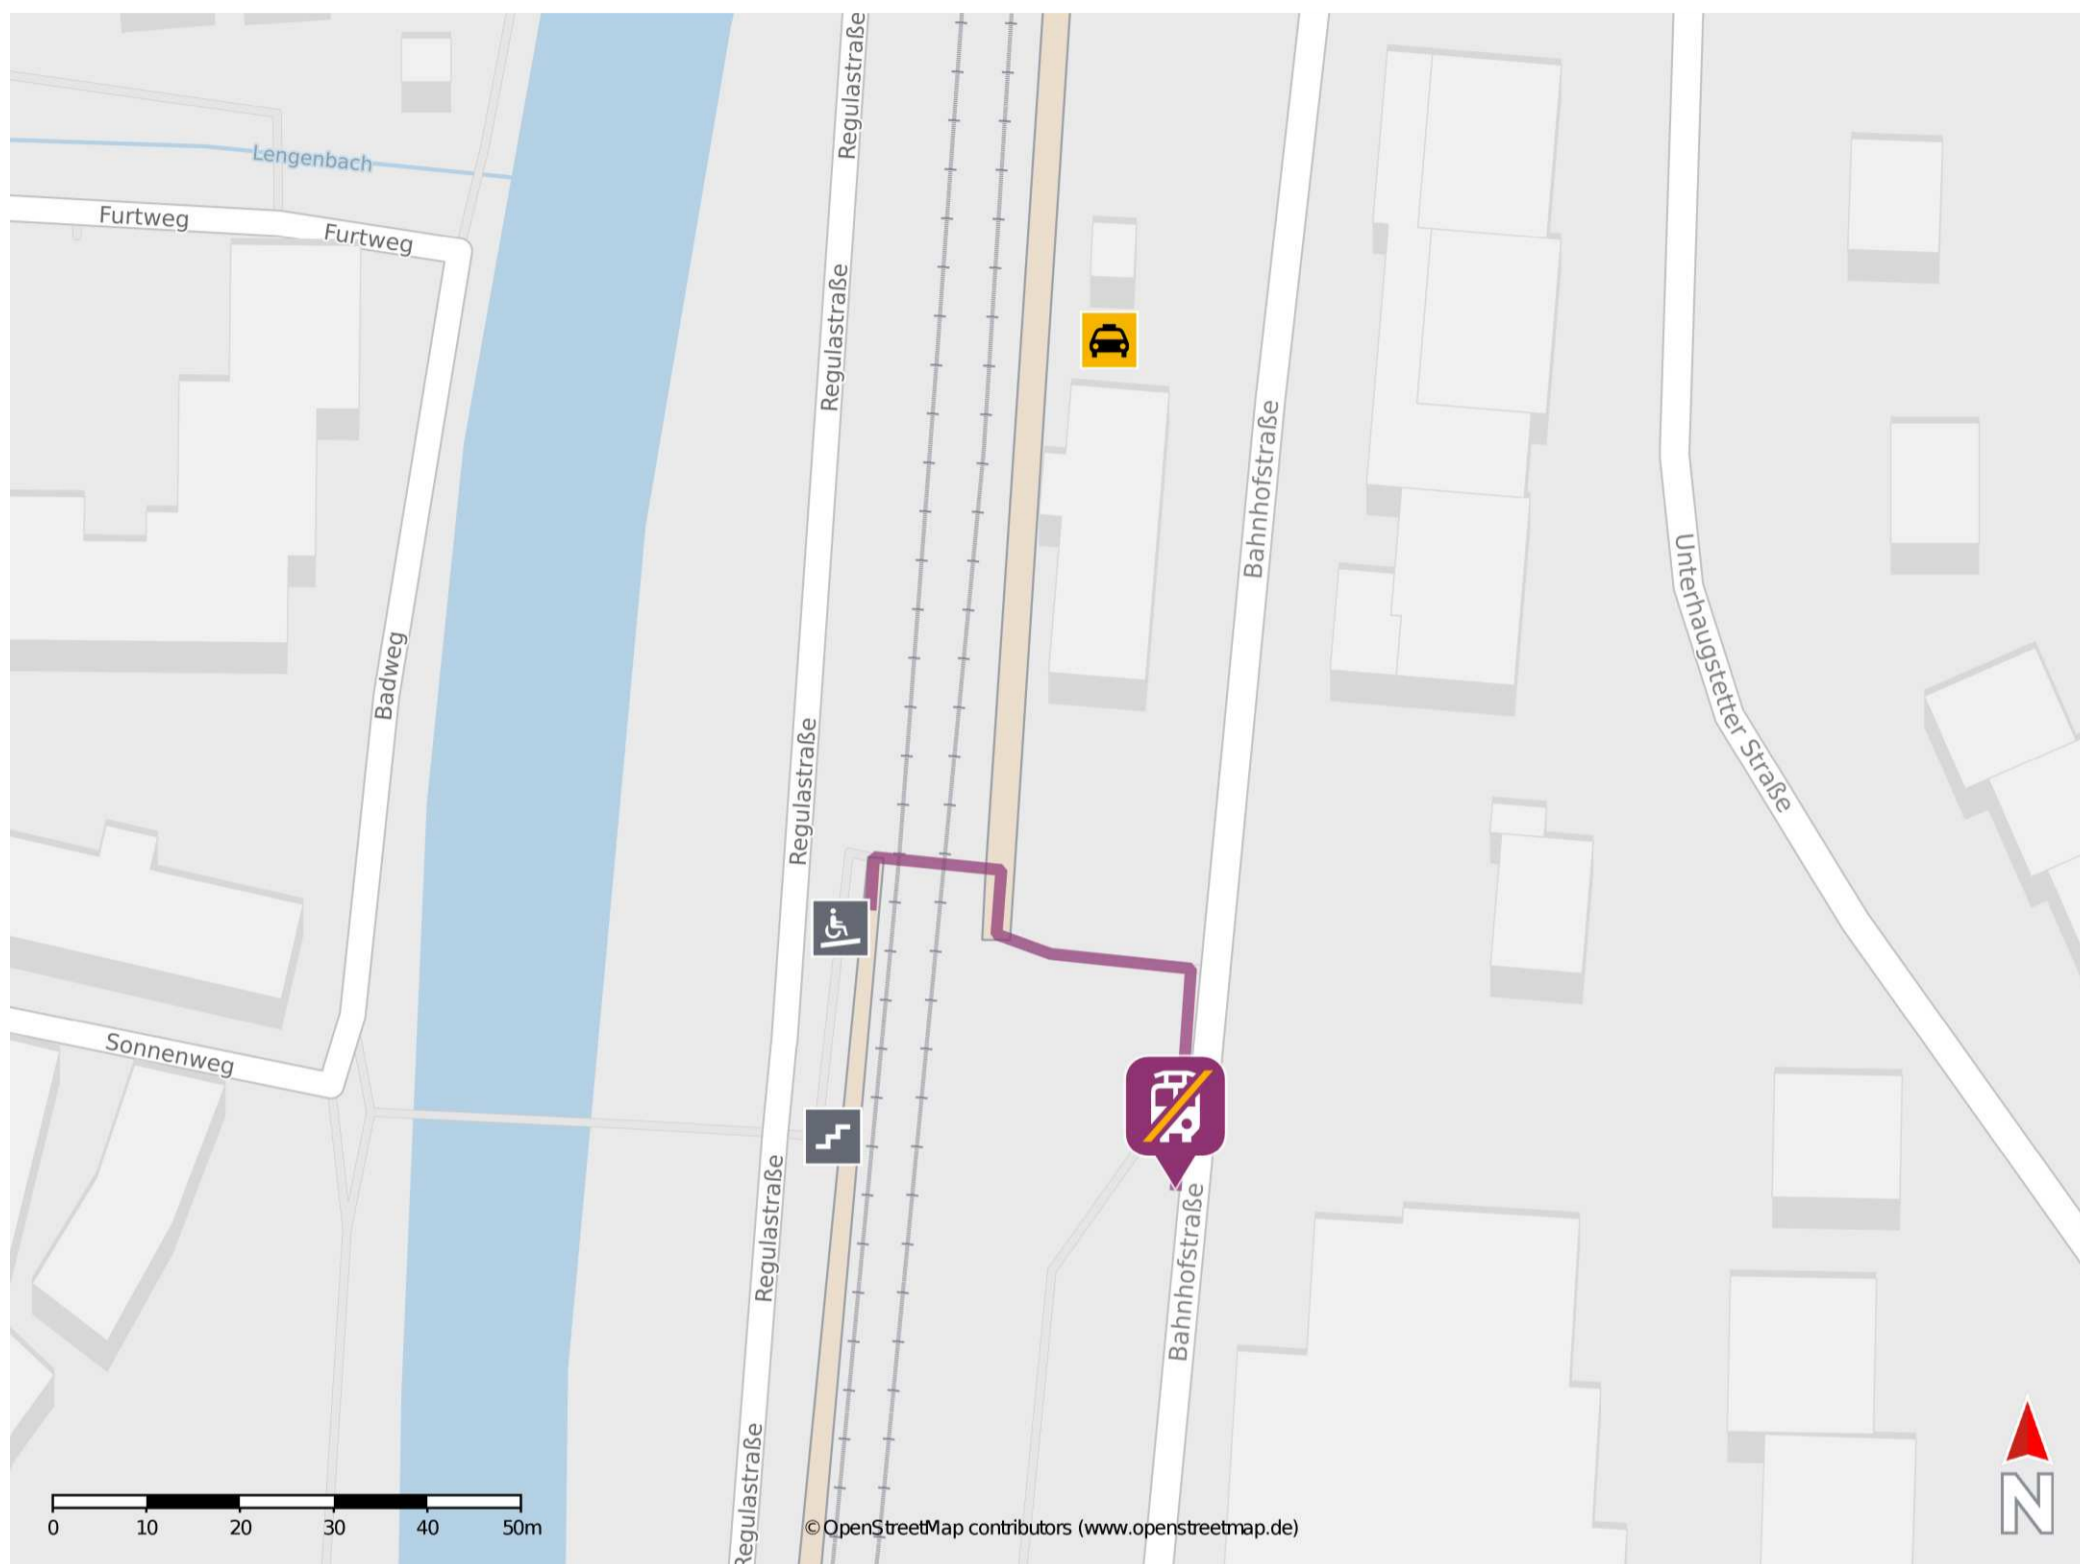 Regulastraße
Lengenbach
Furtweg
Furtweg
Regulastraße
Bahnhofstraße
Unterhaugstetter Straße
Badweg
Regulastraße
Sonnenweg
Regulastraße
Bahnhofstraße
Regulastraße
N
0 10 20 30 40 50m
© OpenStreetMap contributors (www.openstreetmap.de)